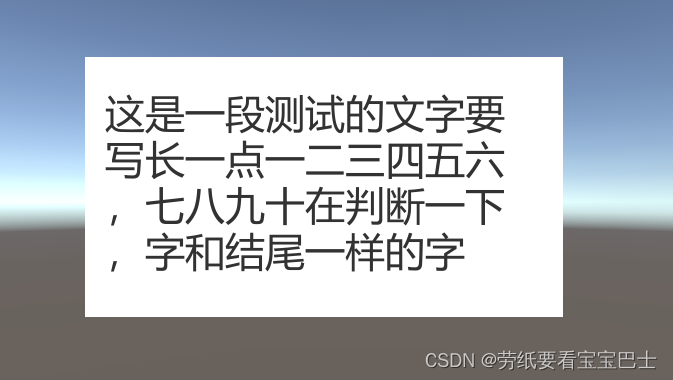 这是一段测试的文字要
写长一点一二三四五六
，七八九十在判断一下
，字和结尾一样的字
CSDN @劳纸要看宝宝巴士